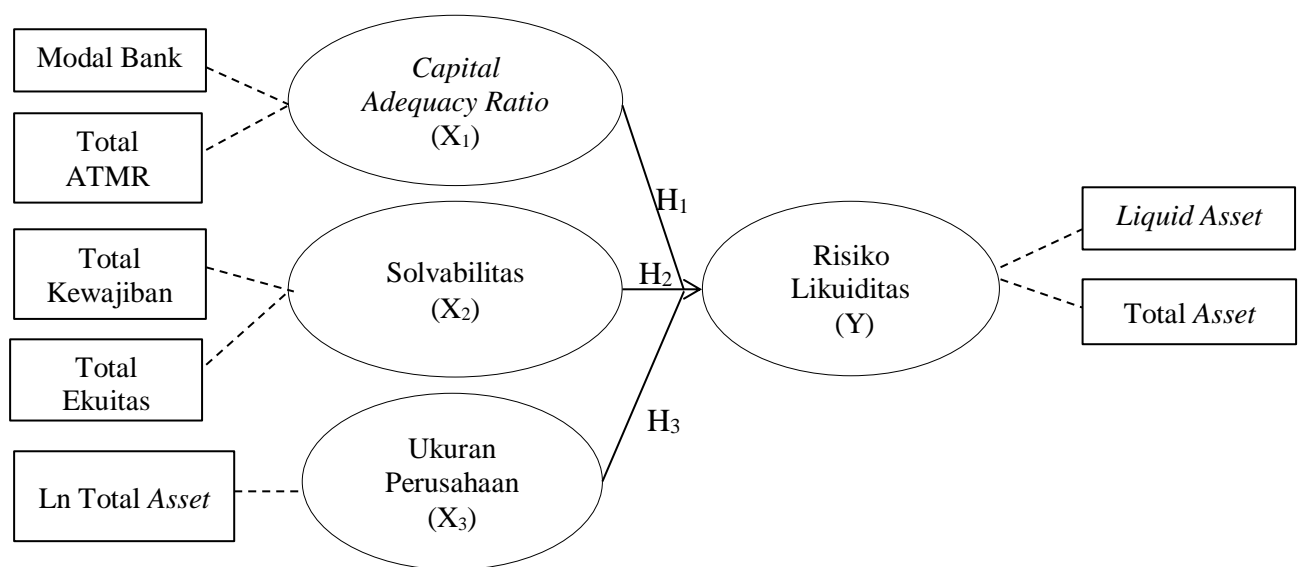 Modal Bank
Total
ATMR
Total
Kewajiban
Total
Ekuitas
Ln Total Asset
Capital
Adequacy Ratio
(X₁)
Solvabilitas
(X₂)
Ukuran
Perusahaan
(X₃)
H₁
H₂
H₃
Risiko
Likuiditas
(Y)
Liquid Asset
Total Asset